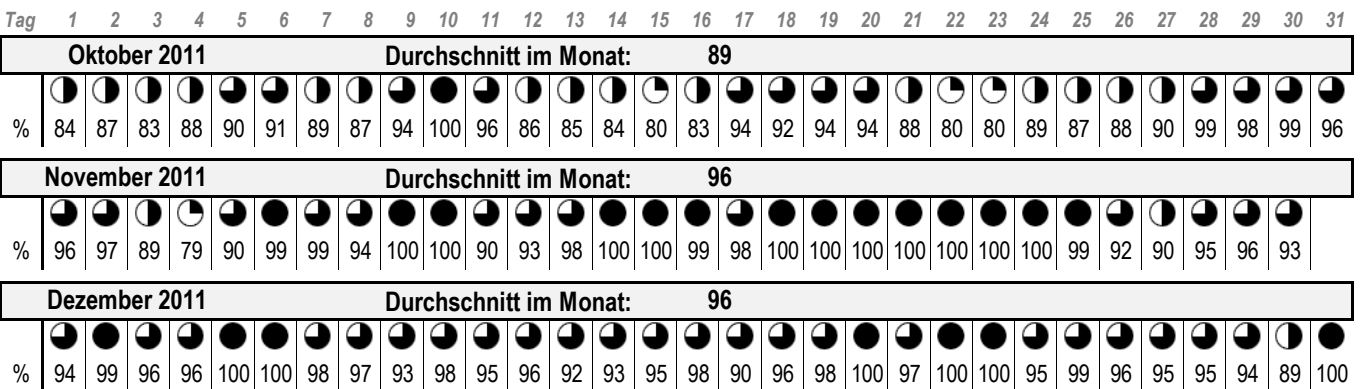 Tag 1 2 3 4 5 6 7 8 9 10 11 12 13 14 15 16 17 18 19 20 21 22 23 24 25 26 27 28 29 30 31
Oktober 2011 Durchschnitt im Monat: 89
% 84 87 83 88 90 91 89 87 94 100 96 86 85 84 80 83 94 92 94 94 88 80 80 89 87 88 90 99 98 99 96
November 2011 Durchschnitt im Monat: 96
% 96 97 89 79 90 99 99 94 100 100 90 93 98 100 100 99 98 100 100 100 100 100 100 100 99 92 90 95 96 93
Dezember 2011 Durchschnitt im Monat: 96
% 94 99 96 96 100 100 98 97 93 98 95 96 92 93 95 98 90 96 98 100 97 100 100 95 99 96 95 95 94 89 100